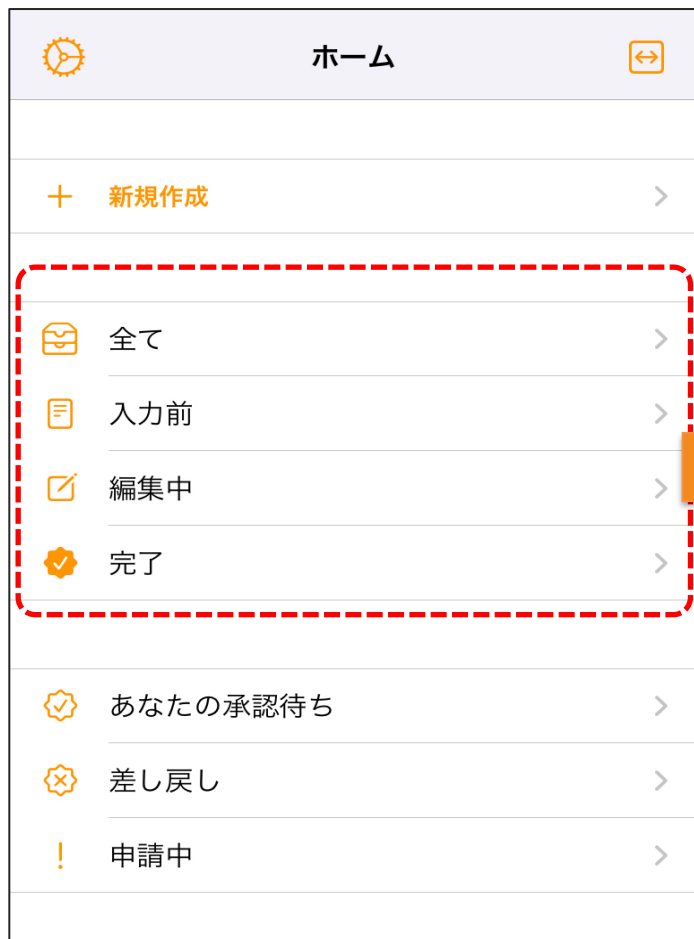 ホーム
新規作成
全て
入力前
編集中
完了
あなたの承認待ち
差し戻し
申請中